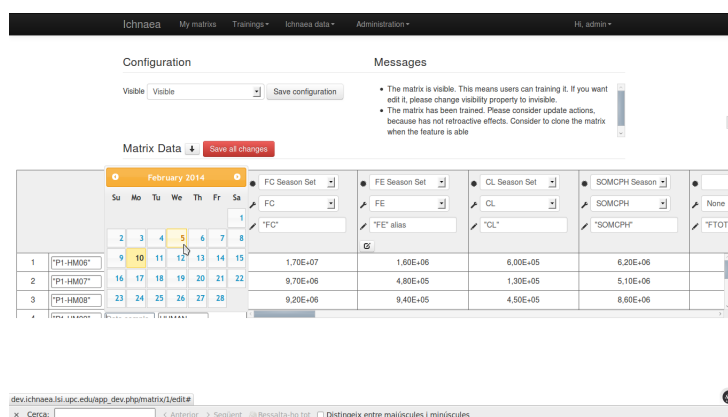 Ichnaea My matrixs Trainings Ichnaea data Administration Hi, admin
Configuration Messages
Visible Visible Save configuration
The matrix is visible. This means users can training it. If you want
edit it, please change visibility property to invisible.
The matrix has been trained. Please consider update actions,
because has not retroactive effects. Consider to clone the matrix
when the feature is able
Matrix Data Save all changes
February 2014
Su Mo Tu We Th Fr Sa
1
2 3 4 5 6 7 8
9 10 11 12 13 14 15
16 17 18 19 20 21 22
23 24 25 26 27 28
FC Season Set FE Season Set CL Season Set SOMCPH Season
FC FE CL SOMCPH None
"FC" "FE" alias "CL" "SOMCPH" "FTOT
1 "P1-HM06" 1,70E+07 1,60E+06 6,00E+05 6,20E+06
2 "P1-HM07" 9,70E+06 4,80E+05 1,30E+05 5,10E+06
3 "P1-HM08" 9,20E+06 9,40E+05 4,50E+05 8,60E+06
dev.ichnaea.lsi.upc.edu/app_dev.php/matrix/1/edit#
× Cerca: < Anterior > Següent Ressalta-ho tot Distingeix entre majúscules i minúscules